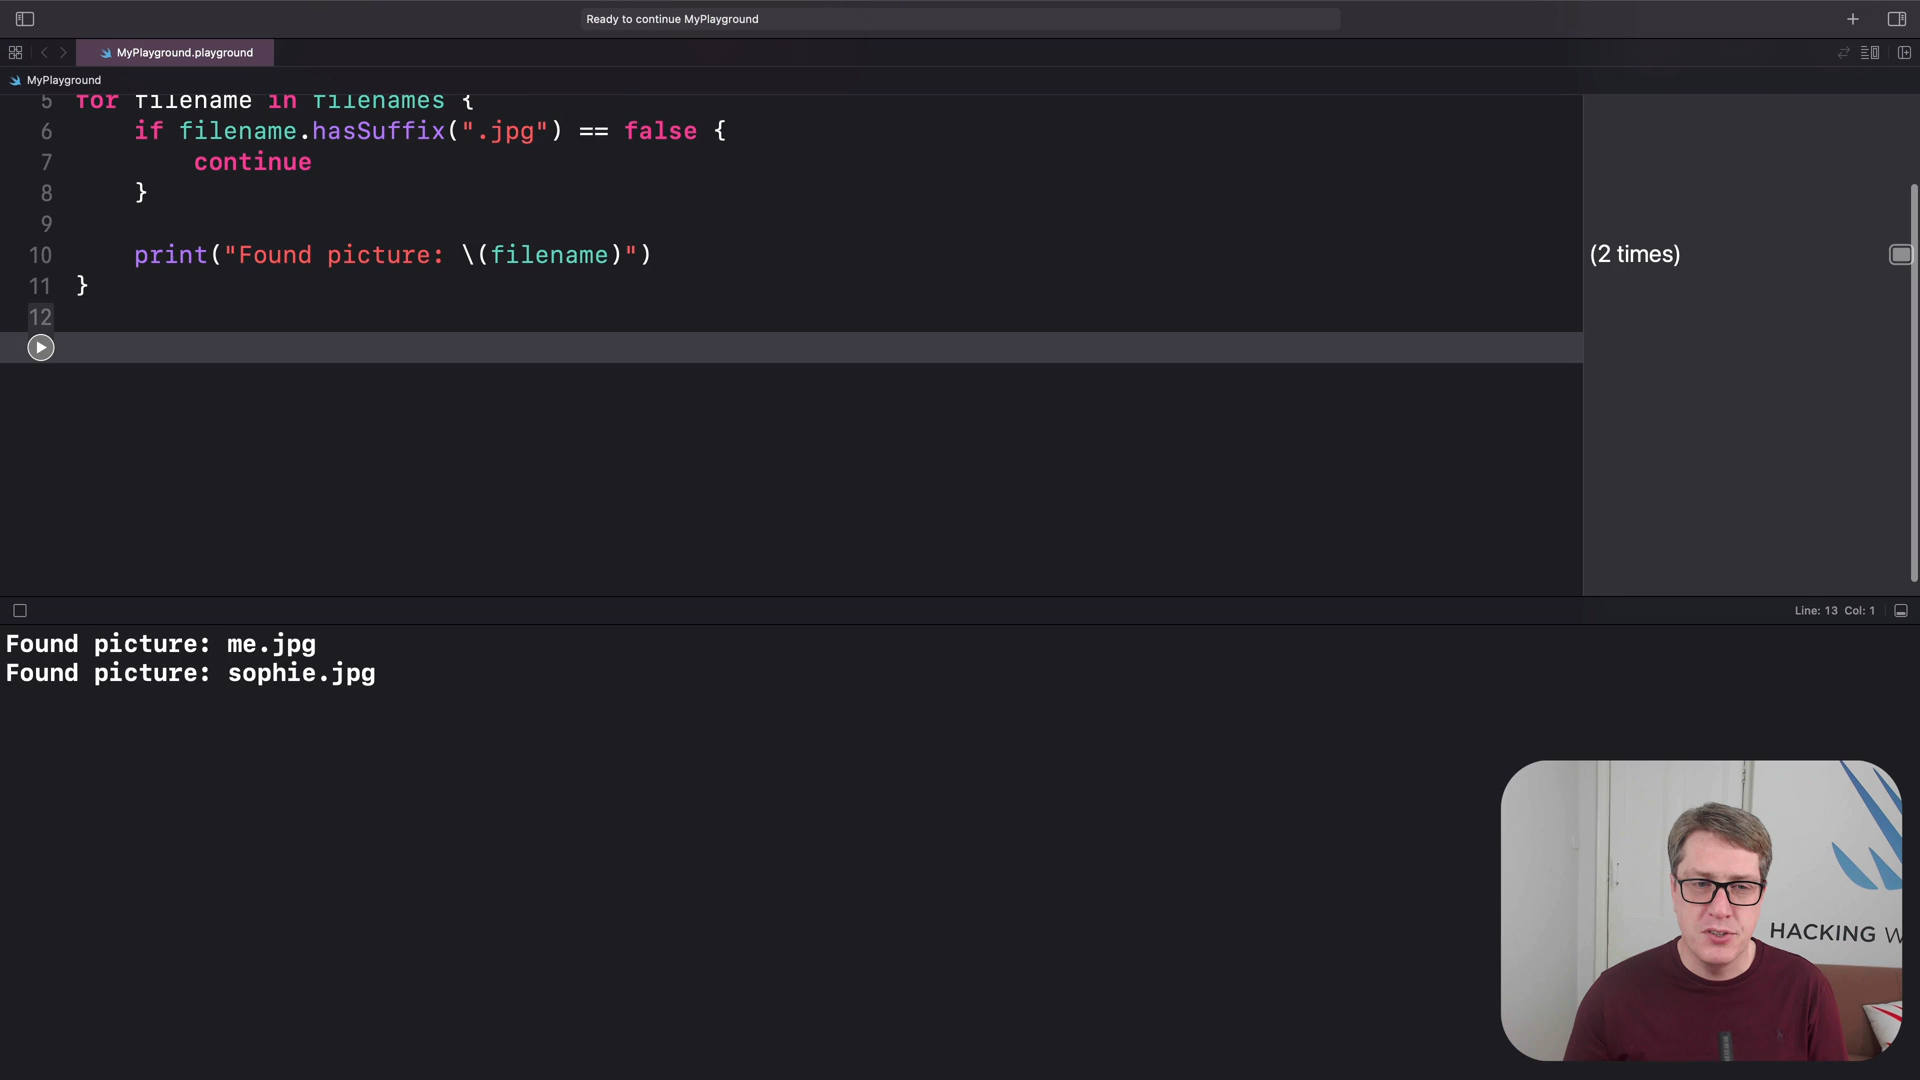 Ready to continue MyPlayground
MyPlayground.playground
MyPlayground
5 for filename in filenames {
6 if filename.hasSuffix(".jpg") == false {
7 continue
8 }
9
10 print("Found picture: \(filename)")
(2 times)
11 }
12
Line: 13 Col: 1
Found picture: me.jpg
Found picture: sophie.jpg
HACKING W